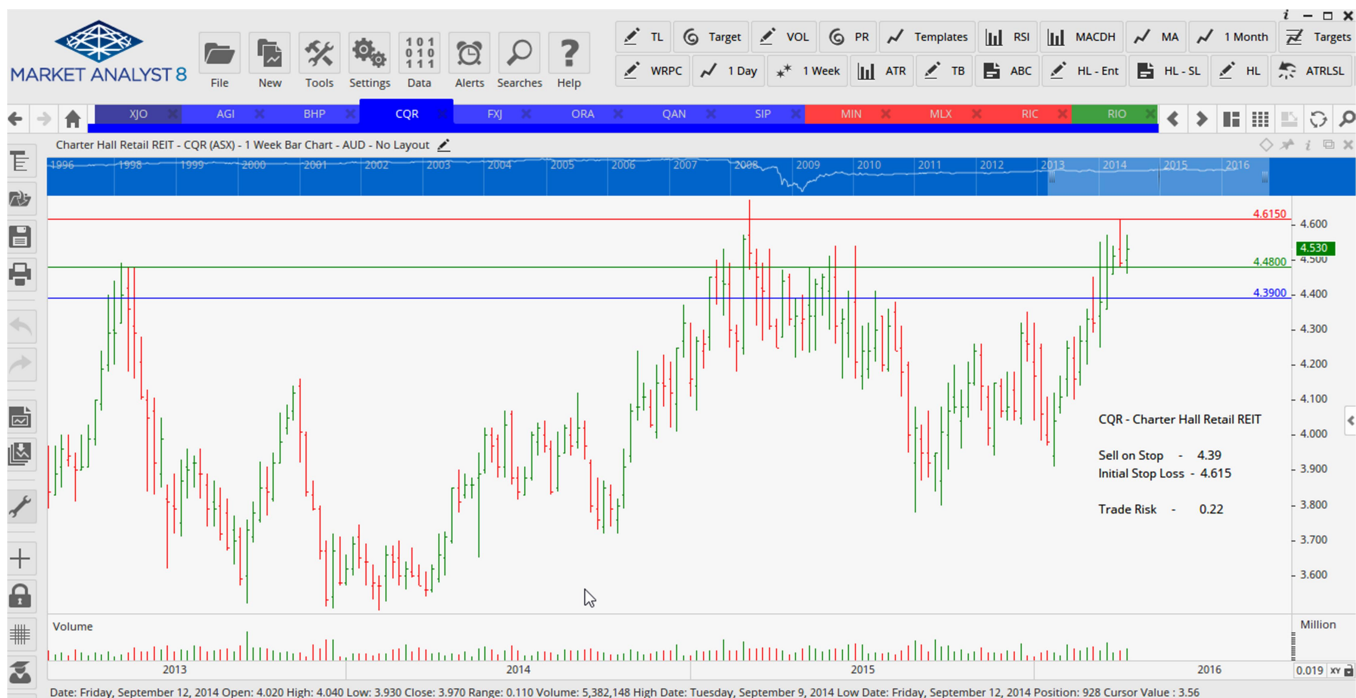 MARKET ANALYST 8
File New Tools Settings Data Alerts Searches Help
101
010
111
TL Target VOL PR Templates RSI MACDH MA 1 Month Targets
WRPC 1 Day 1 Week ATR TB ABC HL - Ent HL - SL HL ATRLSL
XJO AGI BHP CQR FXJ ORA QAN SIP MIN MLX RIC RIO
Charter Hall Retail REIT - CQR (ASX) - 1 Week Bar Chart - AUD - No Layout
1996 1998 1999 2000 2001 2002 2003 2004 2005 2006 2007 2008 2009 2010 2011 2012 2013 2014 2015 2016
4.6150
4.600
4.530
4.500
4.4800
4.400
4.3900
4.300
4.200
4.100
4.000
3.900
3.800
3.700
3.600
CQR - Charter Hall Retail REIT
Sell on Stop - 4.39
Initial Stop Loss - 4.615
Trade Risk - 0.22
Volume
Million
2013 2014 2015 2016
0.019 XY
Date: Friday, September 12, 2014 Open: 4.020 High: 4.040 Low: 3.930 Close: 3.970 Range: 0.110 Volume: 5,382,148 High Date: Tuesday, September 9, 2014 Low Date: Friday, September 12, 2014 Position: 928 Cursor Value : 3.56